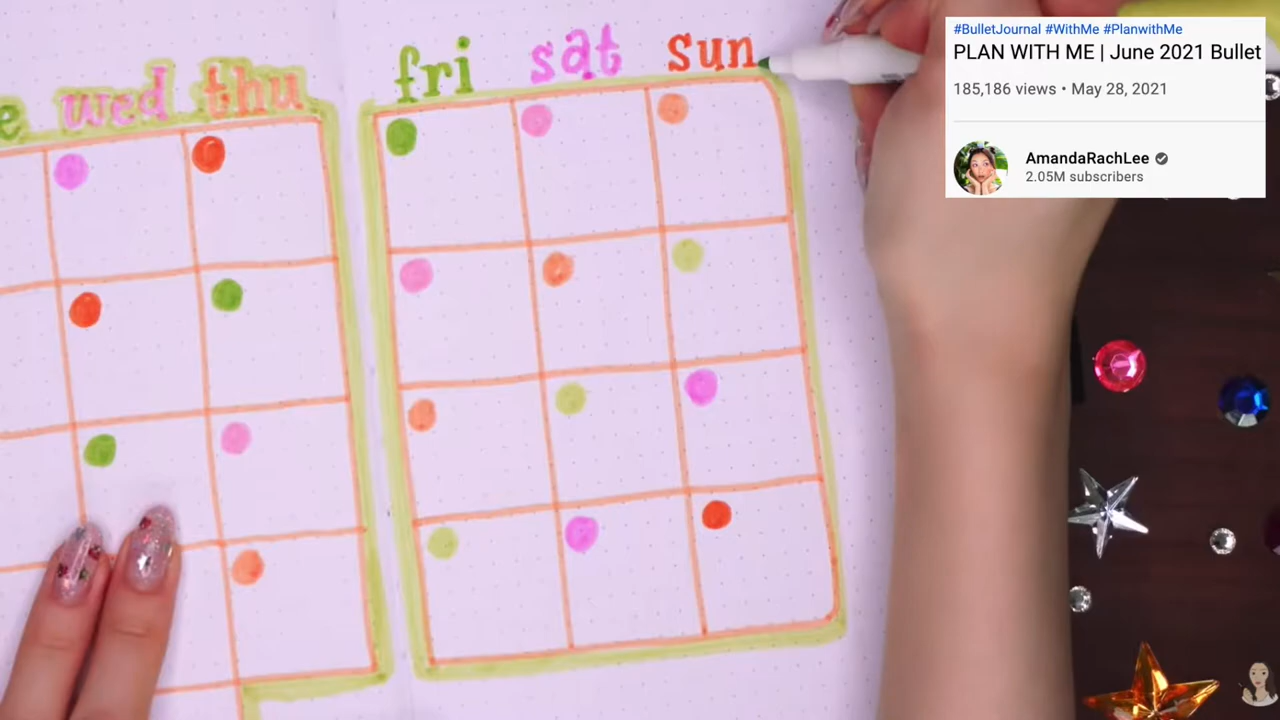 wed thu
fri sat sun
#BulletJournal #WithMe #PlanwithMe
PLAN WITH ME | June 2021 Bullet
185,186 views • May 28, 2021
AmandaRachLee
2.05M subscribers